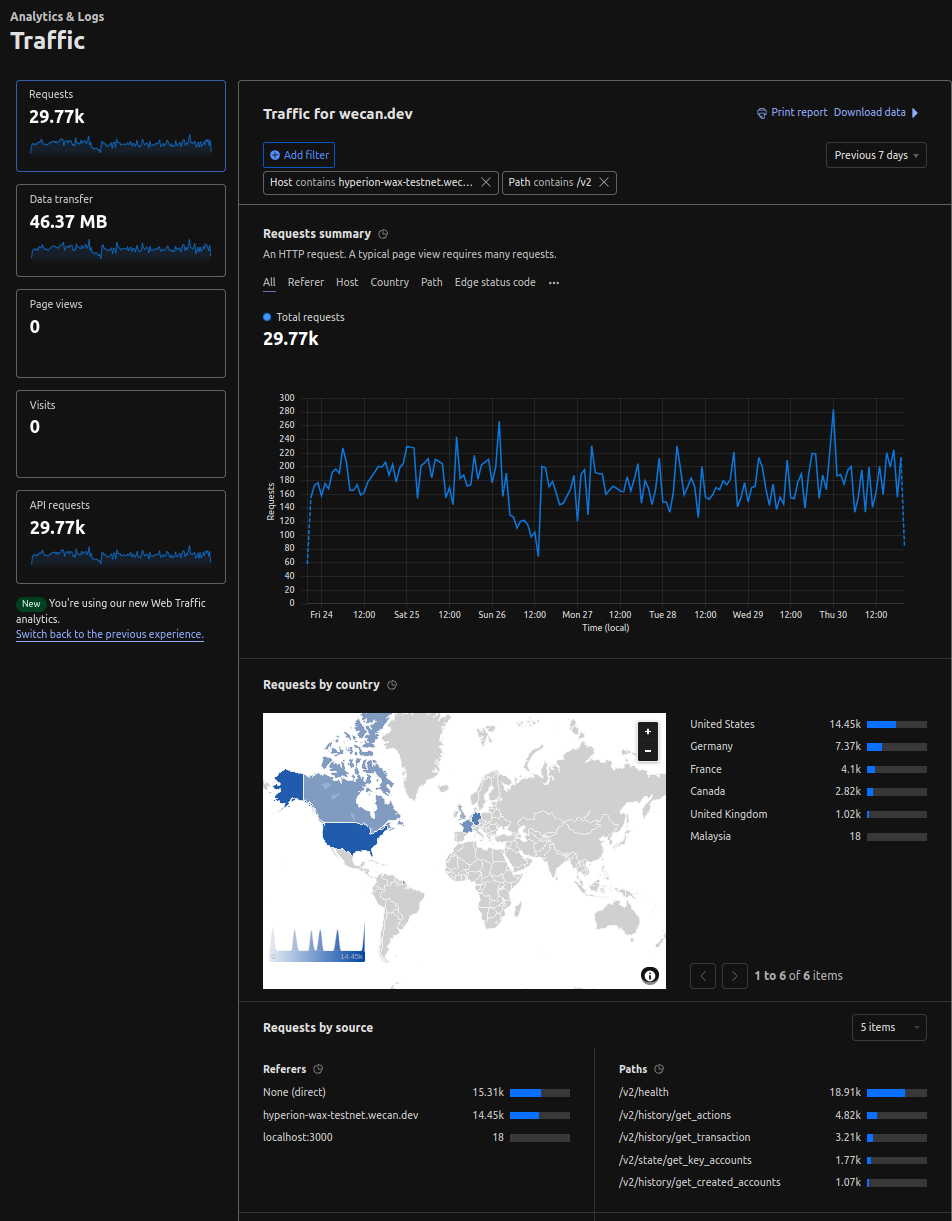 Analytics & Logs
Traffic
Requests
29.77k
Data transfer
46.37 MB
Page views
0
Visits
0
API requests
29.77k
New You're using our new Web Traffic
analytics.
Switch back to the previous experience.
Traffic for wecan.dev
Print report Download data
Add filter
Previous 7 days
Host contains hyperion-wax-testnet.wec...
Path contains /v2
Requests summary
An HTTP request. A typical page view requires many requests.
All Referer Host Country Path Edge status code ...
Total requests
29.77k
300
280
260
240
220
200
180
160
140
120
100
80
60
40
20
0
Requests
Fri 24 12:00 Sat 25 12:00 Sun 26 12:00 Mon 27 12:00 Tue 28 12:00 Wed 29 12:00 Thu 30 12:00
Time (local)
Requests by country
+
−
0 14.45k
United States 14.45k
Germany 7.37k
France 4.1k
Canada 2.82k
United Kingdom 1.02k
Malaysia 18
1 to 6 of 6 items
Requests by source
5 items
Referers
None (direct) 15.31k
hyperion-wax-testnet.wecan.dev 14.45k
localhost:3000 18
Paths
/v2/health 18.91k
/v2/history/get_actions 4.82k
/v2/history/get_transaction 3.21k
/v2/state/get_key_accounts 1.77k
/v2/history/get_created_accounts 1.07k